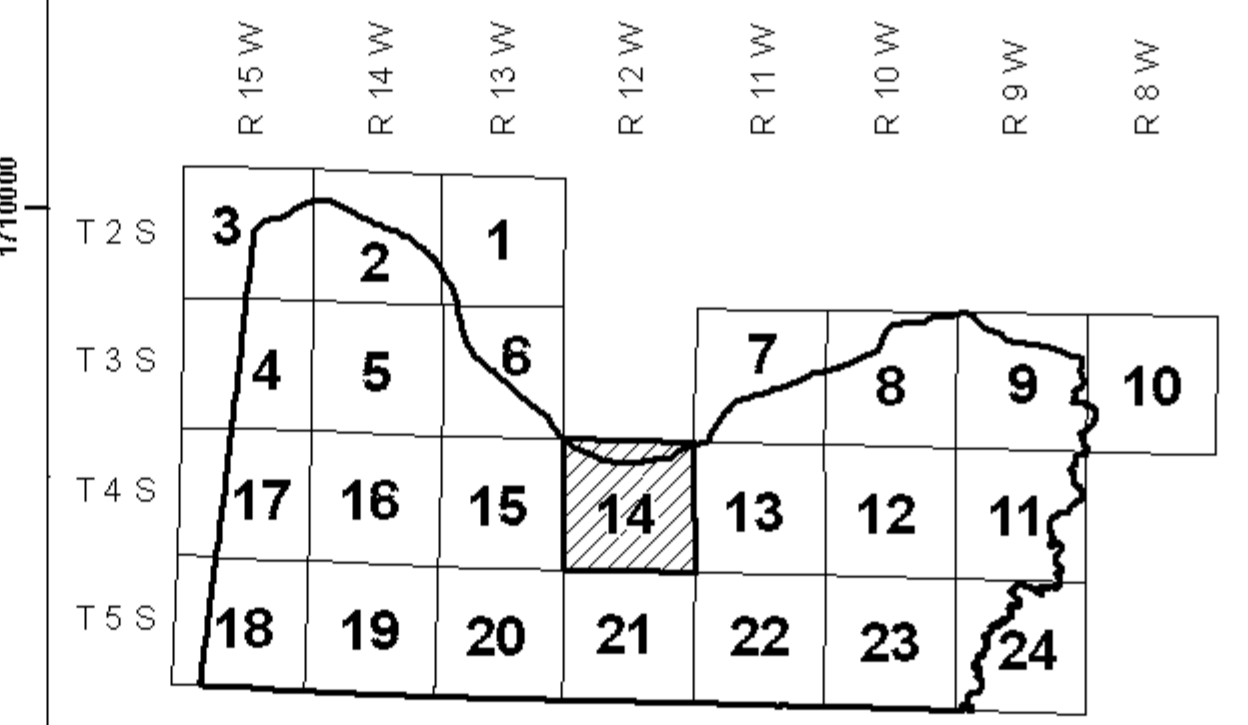 R 15 W R 14 W R 13 W R 12 W R 11 W R 10 W R 9 W R 8 W
1710000
T 2 S 3 2 1
T 3 S 4 5 6 7 8 9 10
T 4 S 17 16 15 14 13 12 11
T 5 S 18 19 20 21 22 23 24